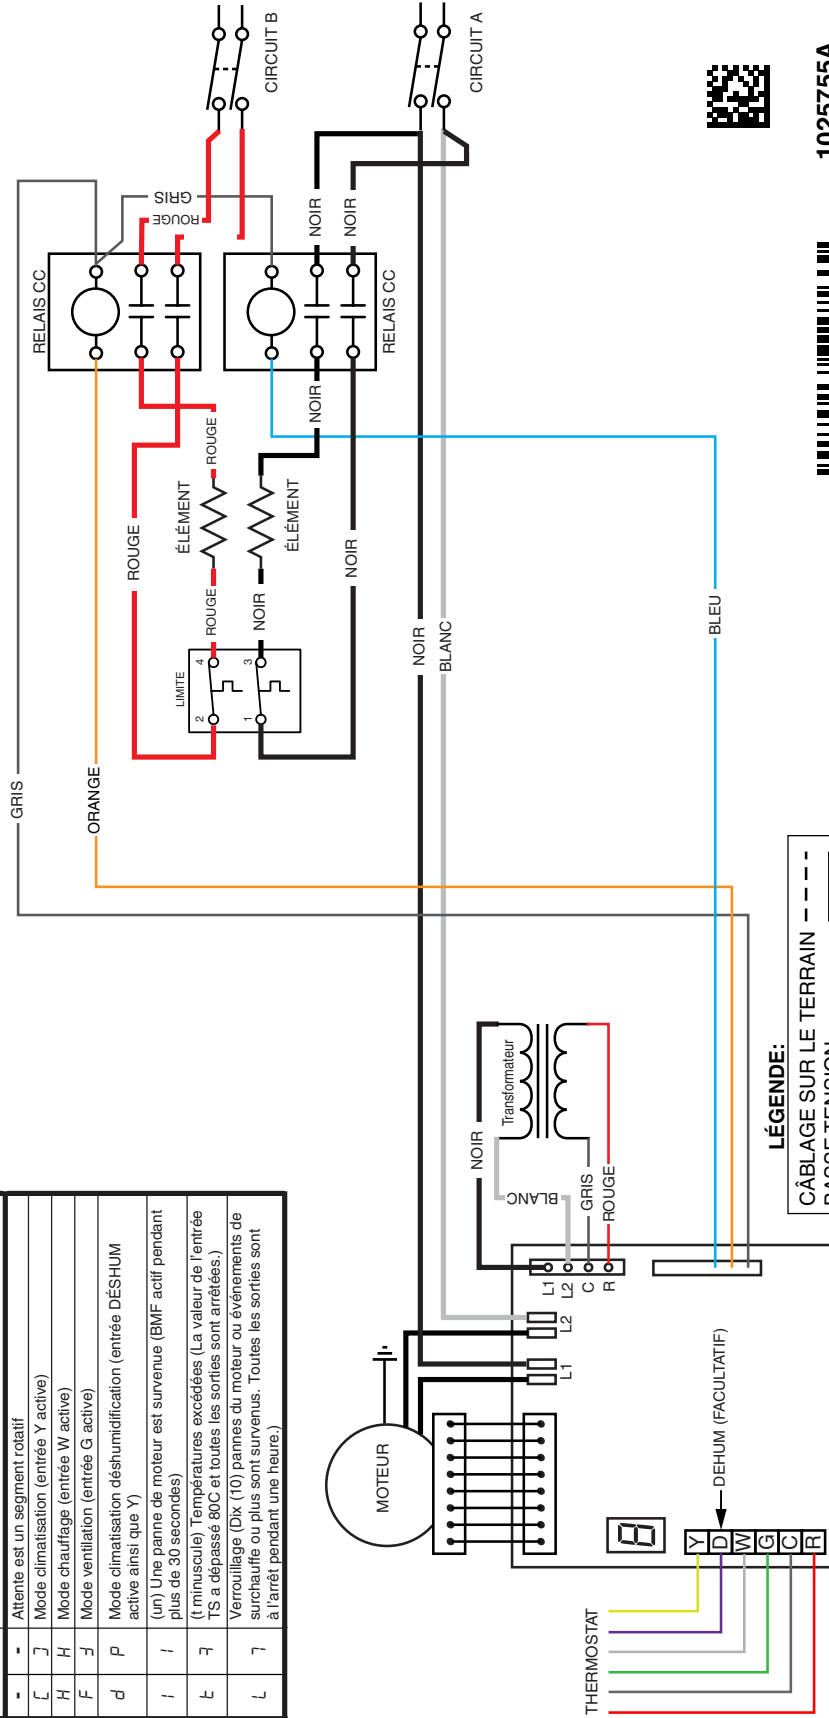 - - Attente est un segment rotatif
C J Mode climatisation (entrée Y active)
H H Mode chauffage (entrée W active)
F Mode ventilation (entrée G active)
d P Mode climatisation déshumidification (entrée DÉSHUM
active ainsi que Y)
I I (un) Une panne de moteur est survenue (BMF actif pendant
plus de 30 secondes)
t (t minuscule) Températures excédées (La valeur de l'entrée
TS a dépassé 80C et toutes les sorties sont arrêtées.)
L Verrouillage (Dix (10) pannes du moteur ou événements de
surchauffe ou plus sont survenus. Toutes les sorties sont
à l'arrêt pendant une heure.)
GRIS
ORANGE
RELAIS CC
ROUGE
ROUGE
ROUGE
ÉLÉMENT
LIMITE
2
4
1
3
NOIR
ÉLÉMENT
NOIR
NOIR
RELAIS CC
GRIS
ROUGE
NOIR
NOIR
CIRCUIT B
CIRCUIT A
NOIR
BLANC
BLEU
NOIR
Transformateur
BLANC
GRIS
ROUGE
L1
L2
C
R
L2
L1
MOTEUR
8
DEHUM (FACULTATIF)
Y
D
W
G
C
R
THERMOSTAT
LÉGENDE:
CÂBLAGE SUR LE TERRAIN
BASSE TENSION
1025755A